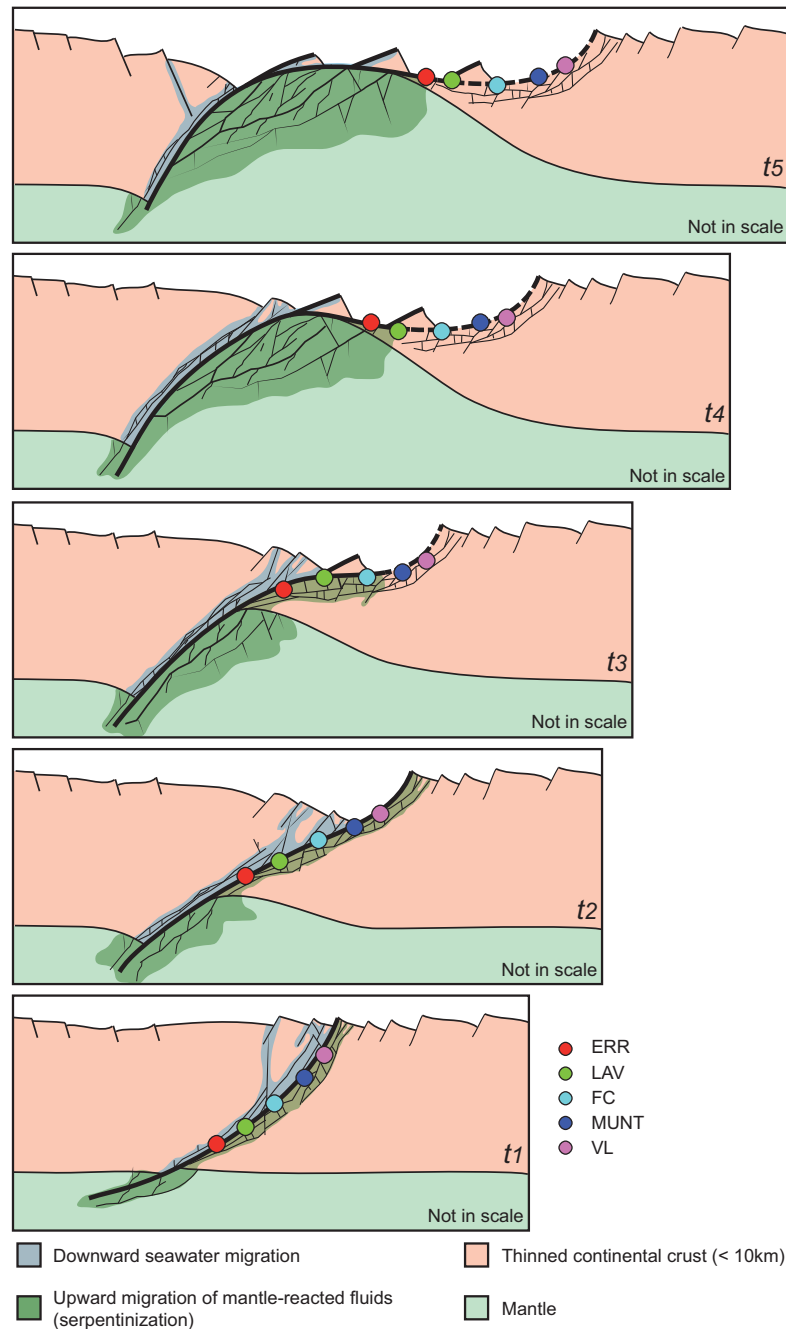 t5
Not in scale
t4
Not in scale
t3
Not in scale
t2
Not in scale
t1
Not in scale
ERR
LAV
FC
MUNT
VL
Downward seawater migration
Upward migration of mantle-reacted fluids
(serpentinization)
Thinned continental crust (< 10km)
Mantle